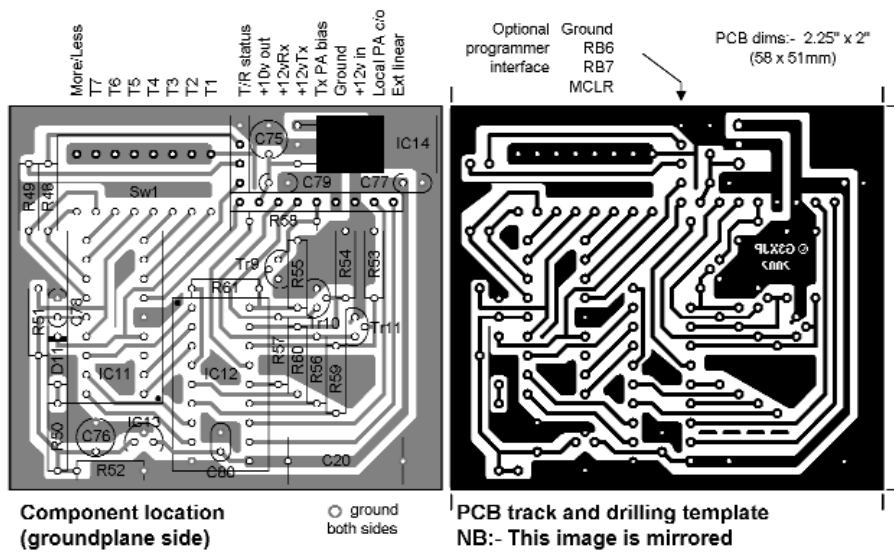 More/Less
T7
T6
T5
T4
T3
T2
T1
T/R status
+10v out
+12vRx
+12vTx
Tx PA bias
Ground
+12v in
Local PA c/o
Ext linear
Optional Ground
programmer RB6
interface RB7
MCLR
PCB dims:- 2.25" x 2"
(58 x 51mm)
C75
IC14
R49
R48
Sw1
C79
C77
R58
Tr9
R55
R54
R53
R61
R51
C78
Tr10
Tr11
D11
IC11
IC12
R57
R60
R56
R59
IC13
C76
R50
R52
C80
C20
© G3XJP
2002
Component location
(groundplane side)
ground
both sides
PCB track and drilling template
NB:- This image is mirrored